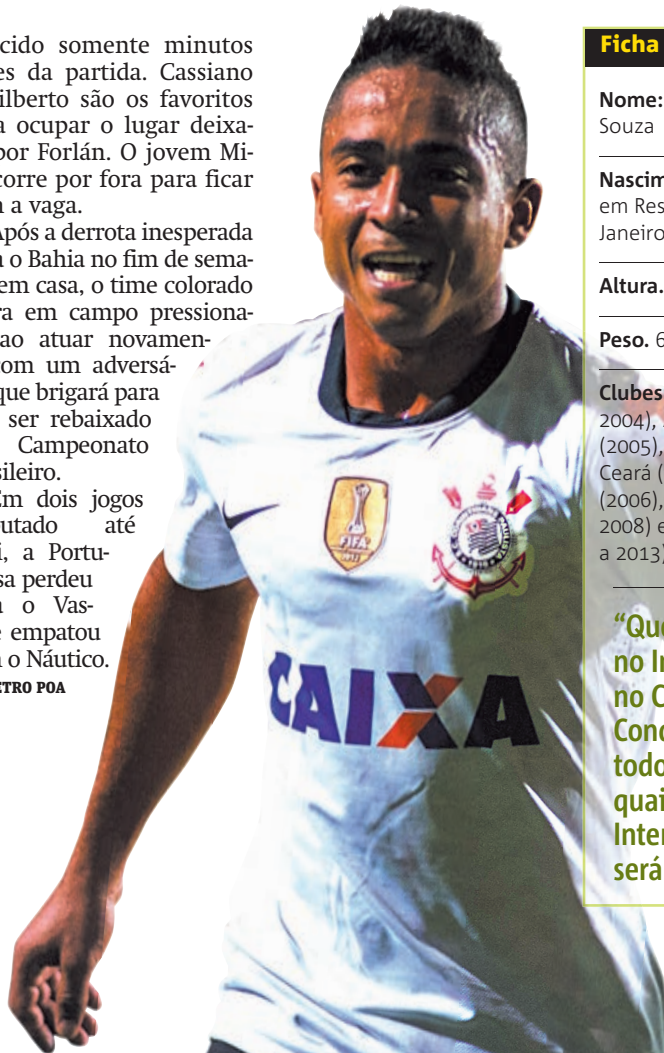 cido somente minutos
es da partida. Cassiano
ilberto são os favoritos
a ocupar o lugar deixa-
por Forlán. O jovem Mi-
corre por fora para ficar
a vaga.
Após a derrota inesperada
a o Bahia no fim de sema-
em casa, o time colorado
ra em campo pressiona-
ao atuar novamen-
com um adversá-
que brigará para
ser rebaixado
Campeonato
sileiro.
Em dois jogos
utado até
i, a Portu-
sa perdeu
a o Vas-
e empatou
o Náutico.
ETRO POA
FIFA
CAIXA
Ficha
Nome:
Souza
Nascim
em Res
Janeiro
Altura.
Peso. 6
Clubes
2004),
(2005),
Ceará (
(2006),
2008) e
a 2013)
“Que
no In
no C
Cond
todo
quai
Inter
será